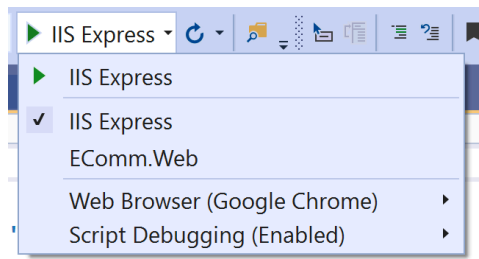 IIS Express
IIS Express
IIS Express
EComm.Web
Web Browser (Google Chrome)
Script Debugging (Enabled)